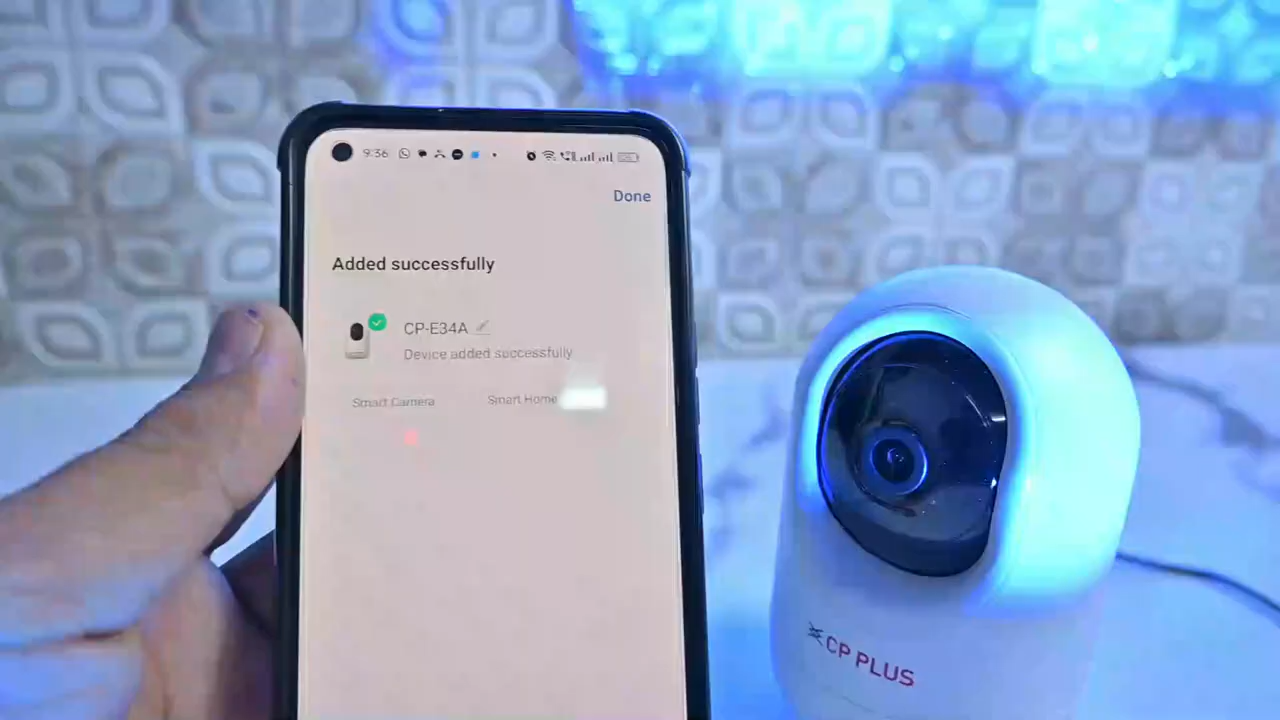 9:36
Done
Added successfully
CP-E34A
Device added successfully
Smart Camera Smart Home
CP PLUS